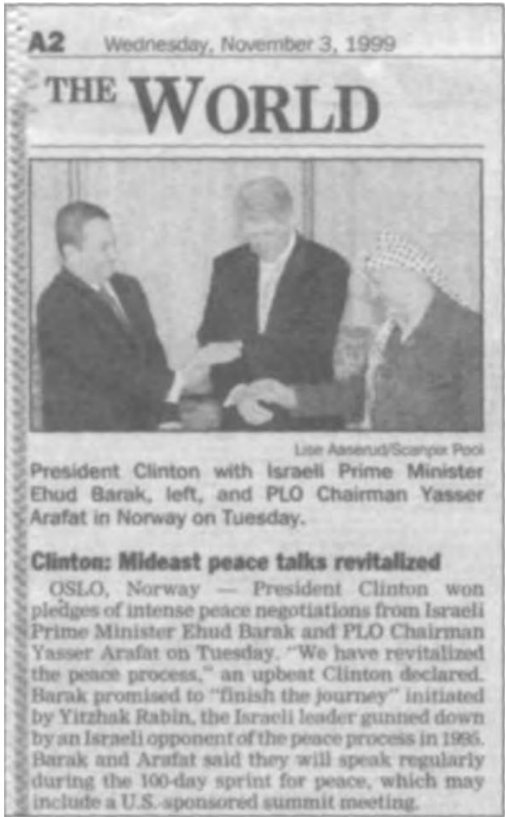 A2 Wednesday, November 3, 1999
THE WORLD
Lise Aaserud/Scanpix Pool
President Clinton with Israeli Prime Minister
Ehud Barak, left, and PLO Chairman Yasser
Arafat in Norway on Tuesday.
Clinton: Mideast peace talks revitalized
OSLO, Norway — President Clinton won
pledges of intense peace negotiations from Israeli
Prime Minister Ehud Barak and PLO Chairman
Yasser Arafat on Tuesday. "We have revitalized
the peace process," an upbeat Clinton declared.
Barak promised to "finish the journey" initiated
by Yitzhak Rabin, the Israeli leader gunned down
by an Israeli opponent of the peace process in 1995.
Barak and Arafat said they will speak regularly
during the 100-day sprint for peace, which may
include a U.S.-sponsored summit meeting.